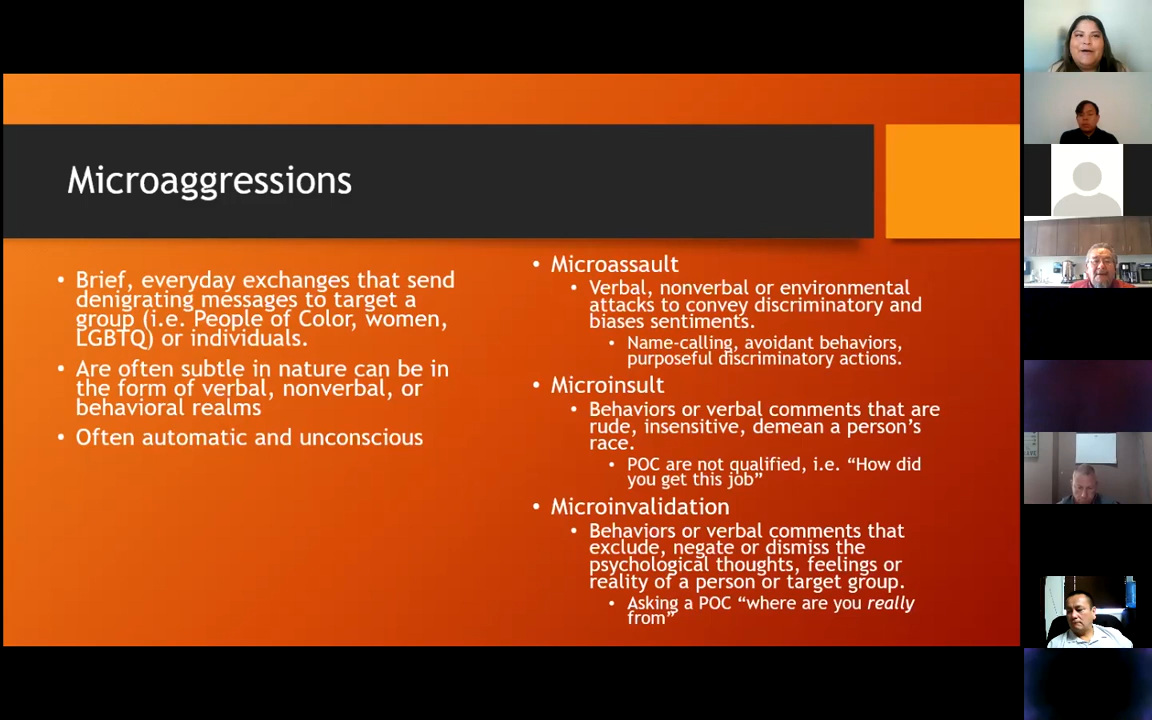 Microaggressions
• Brief, everyday exchanges that send
denigrating messages to target a
group (i.e. People of Color, women,
LGBTQ) or individuals.
• Are often subtle in nature can be in
the form of verbal, nonverbal, or
behavioral realms
• Often automatic and unconscious
• Microassault
• Verbal, nonverbal or environmental
attacks to convey discriminatory and
biases sentiments.
• Name-calling, avoidant behaviors,
purposeful discriminatory actions.
• Microinsult
• Behaviors or verbal comments that are
rude, insensitive, demean a person’s
race.
• POC are not qualified, i.e. “How did
you get this job”
• Microinvalidation
• Behaviors or verbal comments that
exclude, negate or dismiss the
psychological thoughts, feelings or
reality of a person or target group.
• Asking a POC “where are you really
from”